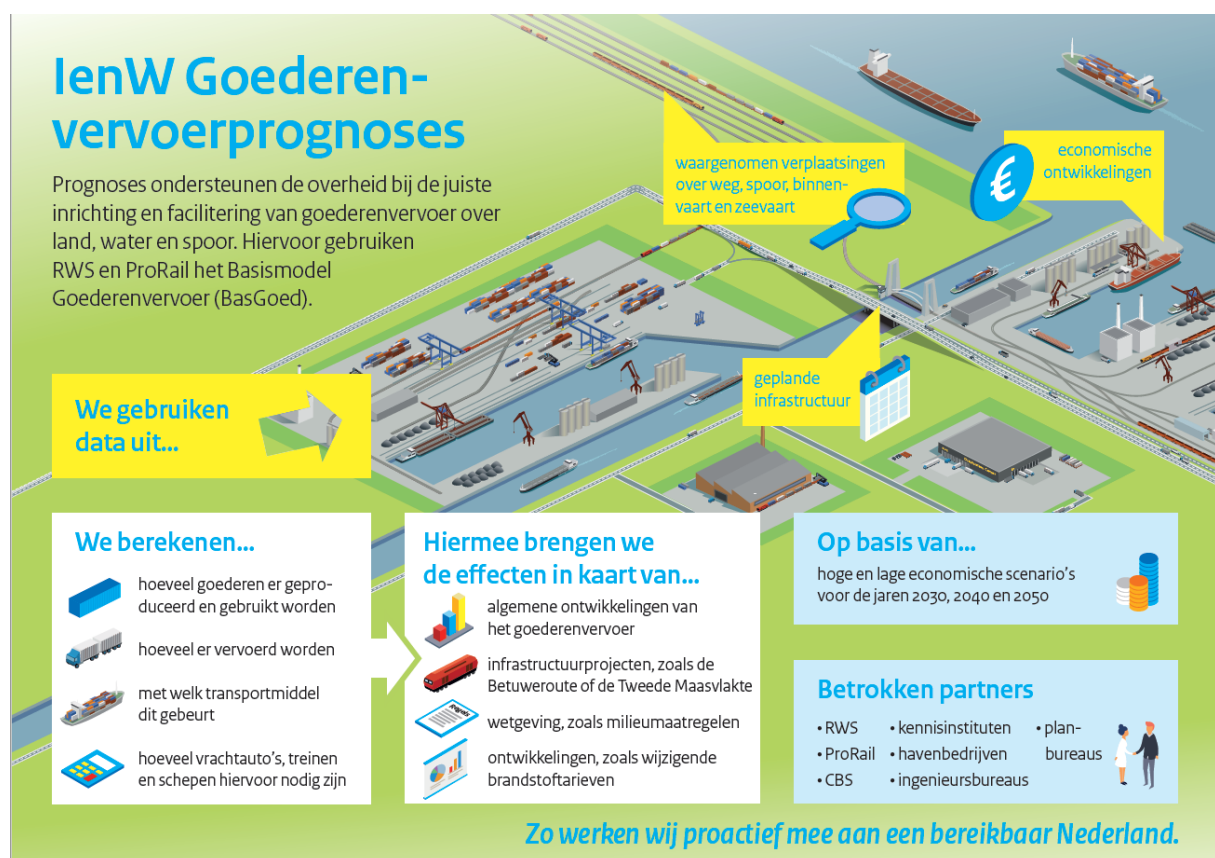 IenW Goederen-
vervoerprognoses
Prognoses ondersteunen de overheid bij de juiste
inrichting en facilitering van goederenvervoer over
land, water en spoor. Hiervoor gebruiken
RWS en ProRail het Basismodel
Goederenvervoer (BasGoed).
waargenomen verplaatsingen
over weg, spoor, binnen-
vaart en zeevaart
€
economische
ontwikkelingen
geplande
infrastructuur
We gebruiken
data uit...
We berekenen...
hoeveel goederen er gepro-
duceerd en gebruikt worden
hoeveel er vervoerd worden
met welk transportmiddel
dit gebeurt
hoeveel vrachtauto's, treinen
en schepen hiervoor nodig zijn
Hiermee brengen we
de effecten in kaart van...
algemene ontwikkelingen van
het goederenvervoer
infrastructuurprojecten, zoals de
Betuweroute of de Tweede Maasvlakte
Regels
wetgeving, zoals milieumaatregelen
ontwikkelingen, zoals wijzigende
brandstoftarieven
Op basis van...
hoge en lage economische scenario's
voor de jaren 2030, 2040 en 2050
Betrokken partners
• RWS
• ProRail
• CBS
• kennisinstituten
• havenbedrijven
• ingenieursbureaus
• plan-
bureaus
Zo werken wij proactief mee aan een bereikbaar Nederland.